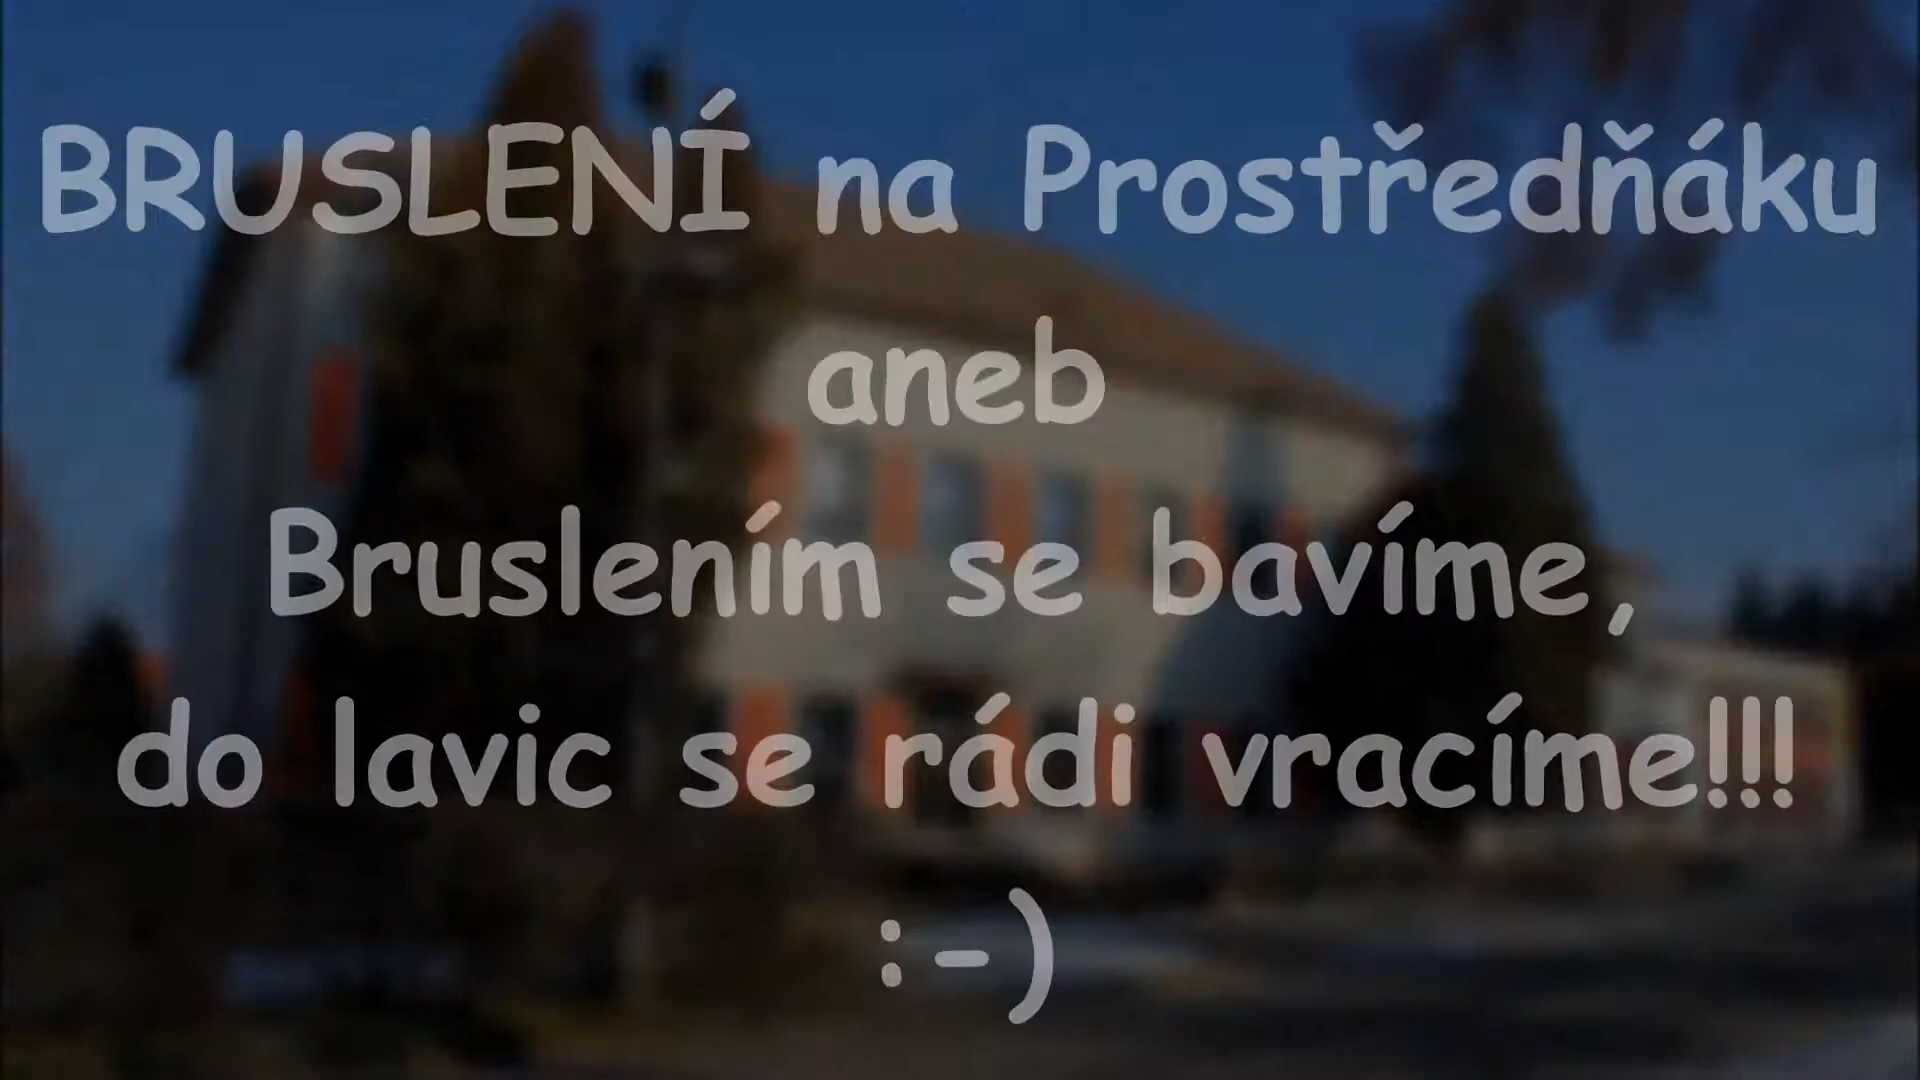 BRUSLENÍ na Prostředňáku
aneb
Bruslením se bavíme,
do lavic se rádi vracíme!!!
:-)